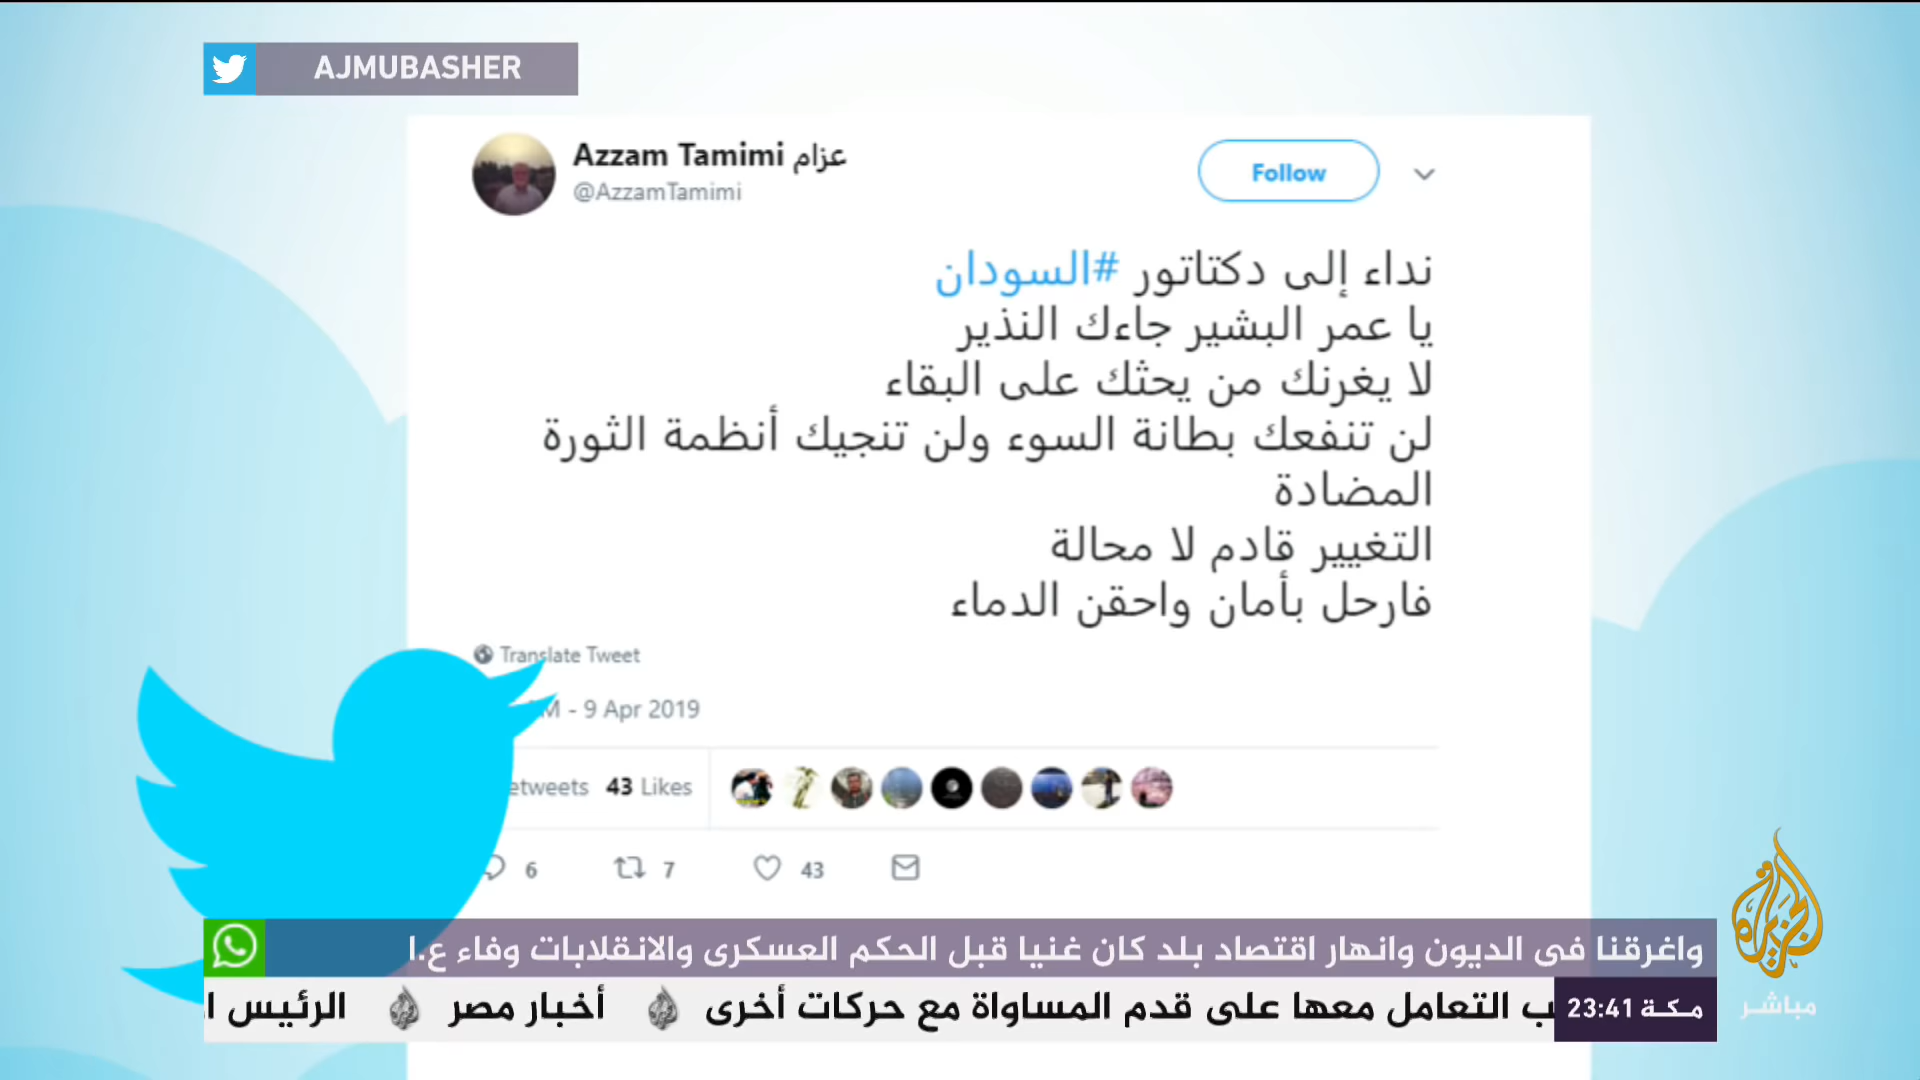 AJMUBASHER
Azzam Tamimi عزام
@AzzamTamimi
Follow
نداء إلى دكتاتور #السودان
يا عمر البشير جاءك النذير
لا يغرنك من يحثك على البقاء
لن تنفعك بطانة السوء ولن تنجيك أنظمة الثورة
المضادة
التغيير قادم لا محالة
فارحل بأمان واحقن الدماء
Translate Tweet
- 9 Apr 2019
43 Likes
6 7 43
واغرقنا فى الديون وانهار اقتصاد بلد كان غنيا قبل الحكم العسكرى والانقلابات وفاء ع.ا
مكة 23:41
التعامل معها على قدم المساواة مع حركات أخرى أخبار مصر الرئيس
الجزيرة
مباشر